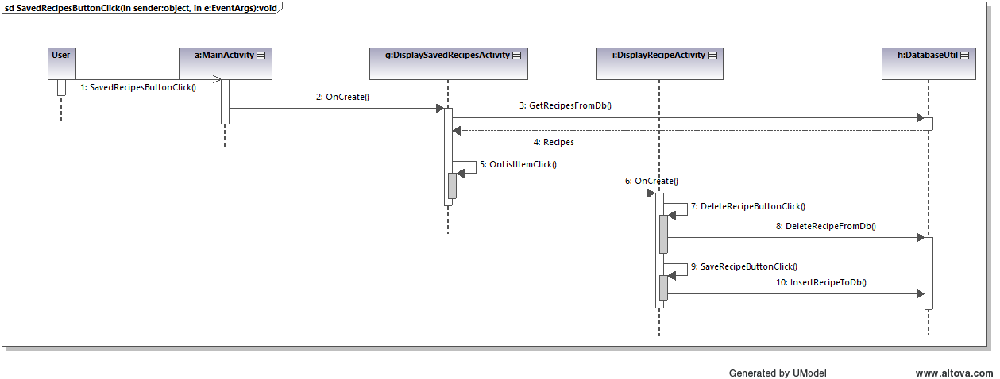 sd SavedRecipesButtonClick(in sender:object, in e:EventArgs):void
User
a:MainActivity
g:DisplaySavedRecipesActivity
i:DisplayRecipeActivity
h:DatabaseUtil
1: SavedRecipesButtonClick()
2: OnCreate()
3: GetRecipesFromDb()
4: Recipes
5: OnListItemClick()
6: OnCreate()
7: DeleteRecipeButtonClick()
8: DeleteRecipeFromDb()
9: SaveRecipeButtonClick()
10: InsertRecipeToDb()
Generated by UModel
www.altova.com